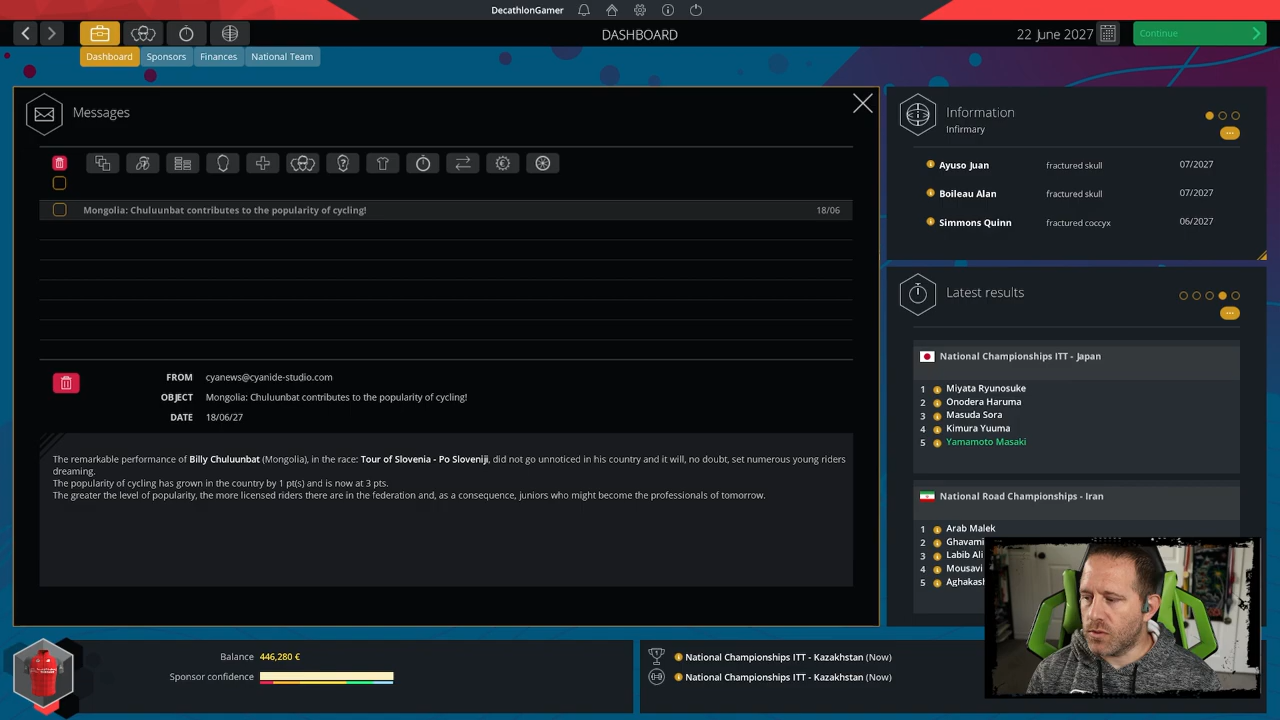 DecathlonGamer
DASHBOARD
22 June 2027
Continue
Dashboard
Sponsors
Finances
National Team
Messages
Mongolia: Chuluunbat contributes to the popularity of cycling!
18/06
FROM
cyanews@cyanide-studio.com
OBJECT
Mongolia: Chuluunbat contributes to the popularity of cycling!
DATE
18/06/27
The remarkable performance of Billy Chuluunbat (Mongolia), in the race: Tour of Slovenia - Po Sloveniji, did not go unnoticed in his country and it will, no doubt, set numerous young riders
dreaming.
The popularity of cycling has grown in the country by 1 pt(s) and is now at 3 pts.
The greater the level of popularity, the more licensed riders there are in the federation and, as a consequence, juniors who might become the professionals of tomorrow.
Information
Infirmary
Ayuso Juan fractured skull 07/2027
Boileau Alan fractured skull 07/2027
Simmons Quinn fractured coccyx 06/2027
Latest results
National Championships ITT - Japan
1 Miyata Ryunosuke
2 Onodera Haruma
3 Masuda Sora
4 Kimura Yuuma
5 Yamamoto Masaki
National Road Championships - Iran
1 Arab Malek
2 Ghavami
3 Labib Ali
4 Mousavi
5
Balance 446,280 €
Sponsor confidence
National Championships ITT - Kazakhstan (Now)
National Championships ITT - Kazakhstan (Now)